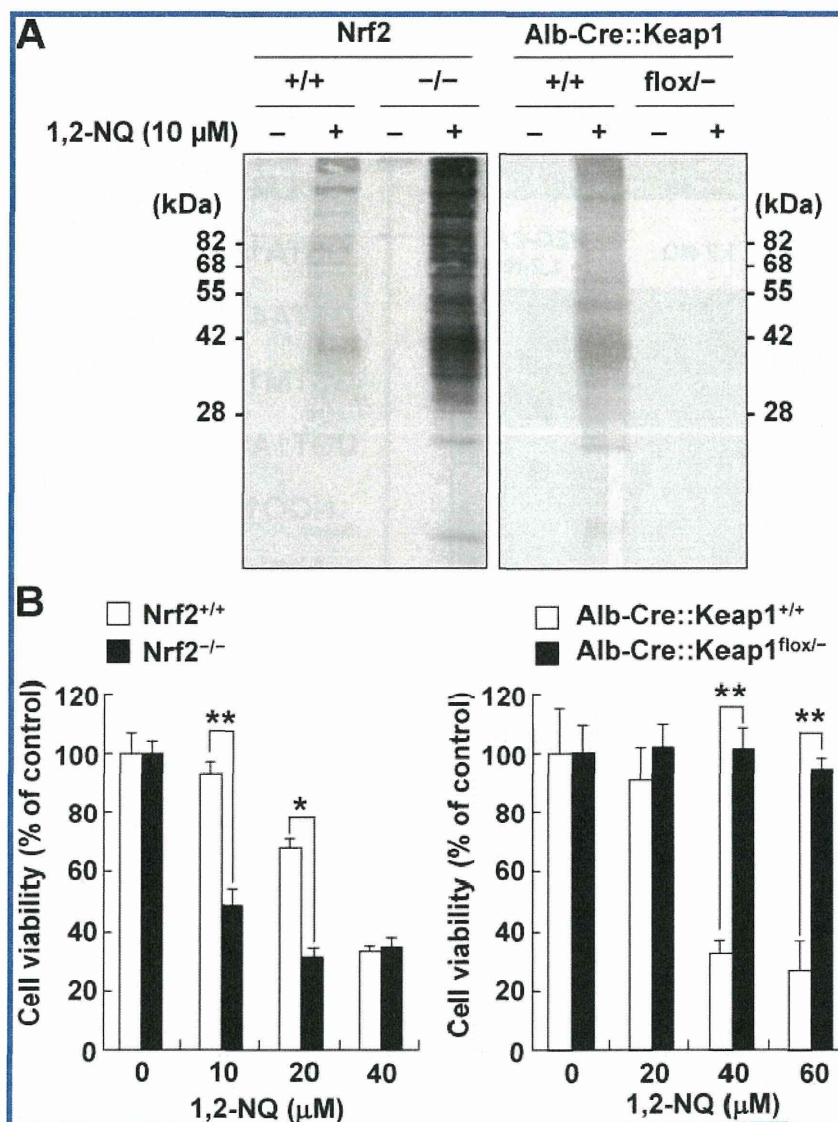 A
Nrf2 Alb-Cre::Keap1
+/+ −/− +/+ flox/−
1,2-NQ (10 µM) − + − + − + − +
(kDa) (kDa)
82 82
68 68
55 55
42 42
28 28
B
Nrf2+/+ Alb-Cre::Keap1+/+
Nrf2−/− Alb-Cre::Keap1flox/−
Cell viability (% of control)
120
100
80
60
40
20
0
** *
0 10 20 40
1,2-NQ (µM)
Cell viability (% of control)
120
100
80
60
40
20
0
** **
0 20 40 60
1,2-NQ (µM)